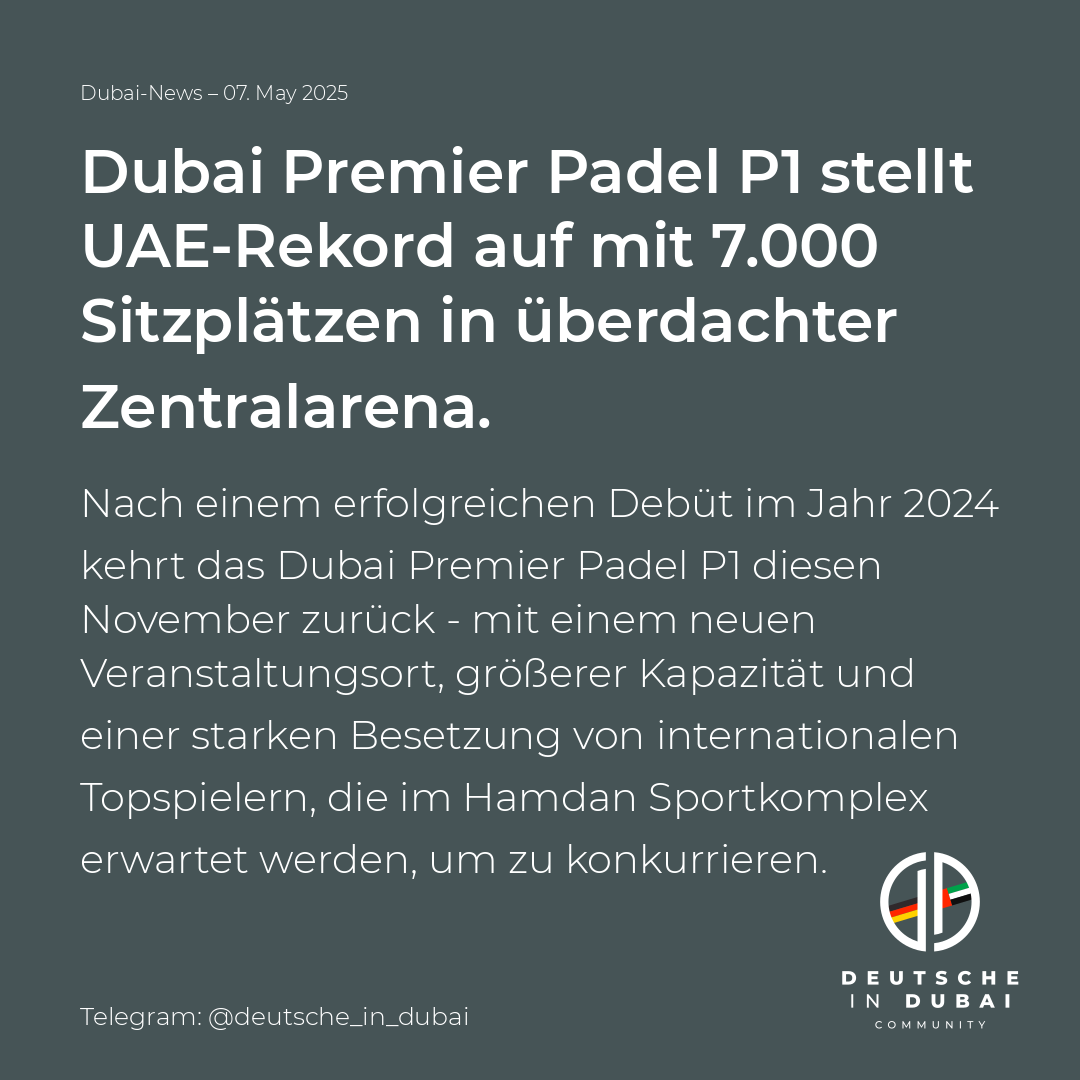 Dubai-News – 07. May 2025
Dubai Premier Padel P1 stellt
UAE-Rekord auf mit 7.000
Sitzplätzen in überdachter
Zentralarena.
Nach einem erfolgreichen Debüt im Jahr 2024
kehrt das Dubai Premier Padel P1 diesen
November zurück - mit einem neuen
Veranstaltungsort, größerer Kapazität und
einer starken Besetzung von internationalen
Topspielern, die im Hamdan Sportkomplex
erwartet werden, um zu konkurrieren.
DEUTSCHE
IN DUBAI
COMMUNITY
Telegram: @deutsche_in_dubai